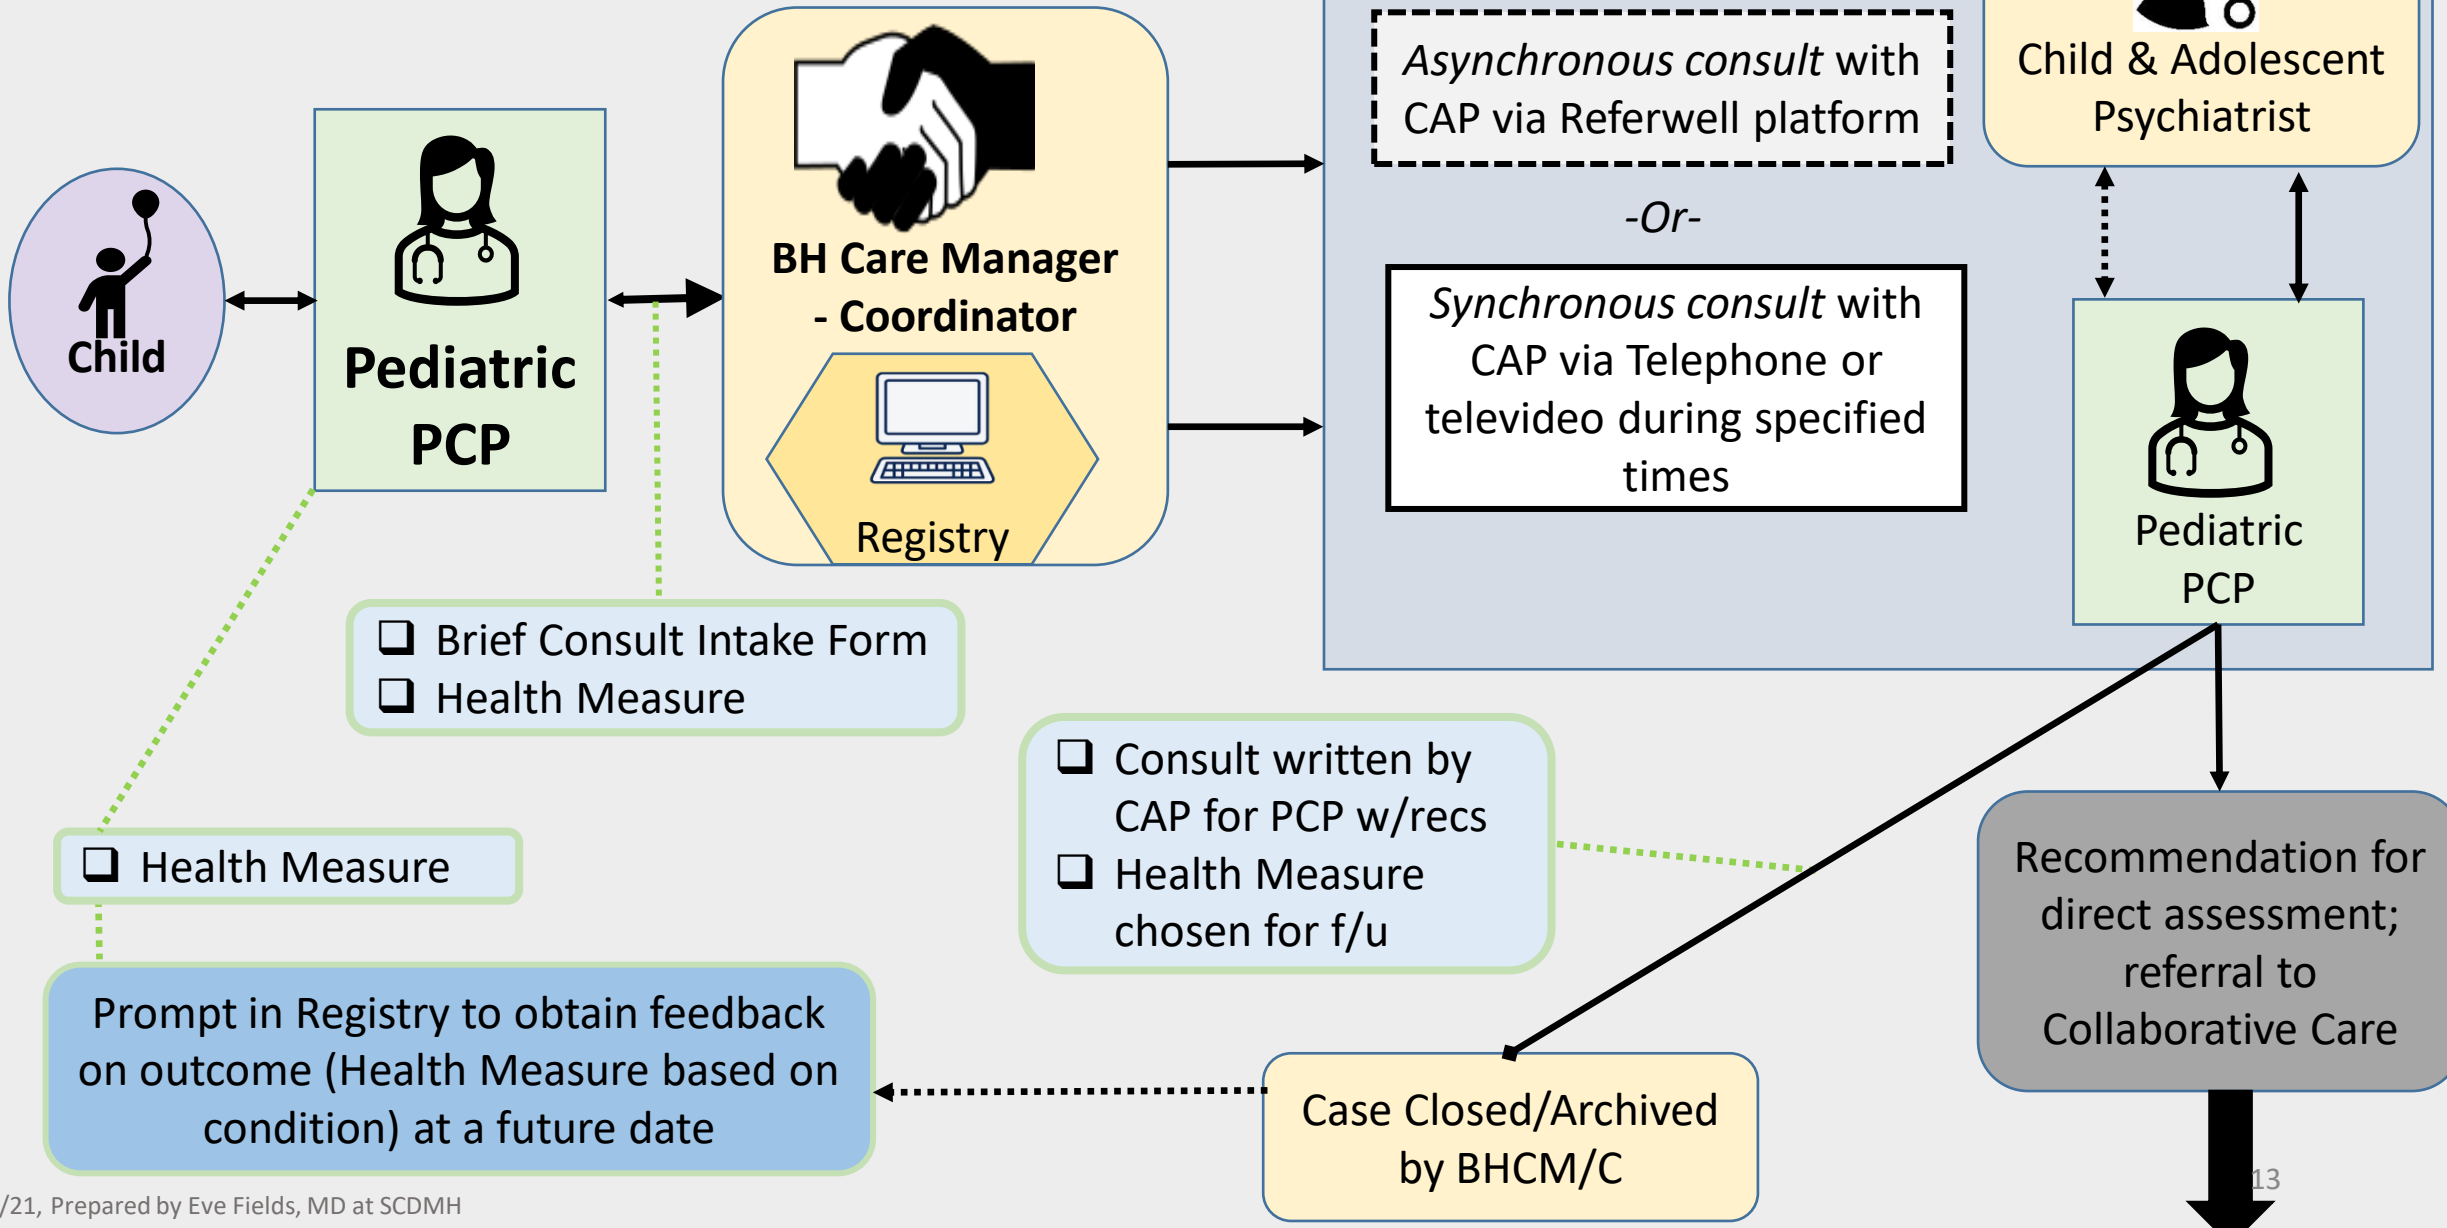 Child
Pediatric
PCP
BH Care Manager
- Coordinator
Registry
Asynchronous consult with
CAP via Referwell platform
-Or-
Synchronous consult with
CAP via Telephone or
televideo during specified
times
Child & Adolescent
Psychiatrist
Pediatric
PCP
❑ Brief Consult Intake Form
❑ Health Measure
❑ Health Measure
❑ Consult written by
CAP for PCP w/recs
❑ Health Measure
chosen for f/u
Recommendation for
direct assessment;
referral to
Collaborative Care
Prompt in Registry to obtain feedback
on outcome (Health Measure based on
condition) at a future date
Case Closed/Archived
by BHCM/C
/21, Prepared by Eve Fields, MD at SCDMH
13